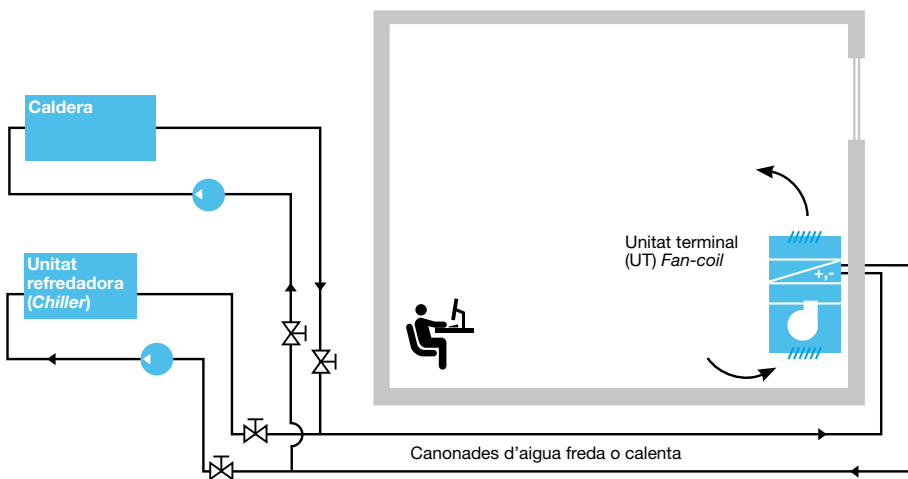 Caldera
Unitat
refredadora
(Chiller)
Unitat terminal
(UT) Fan-coil
+,-
Canonades d'aigua freda o calenta